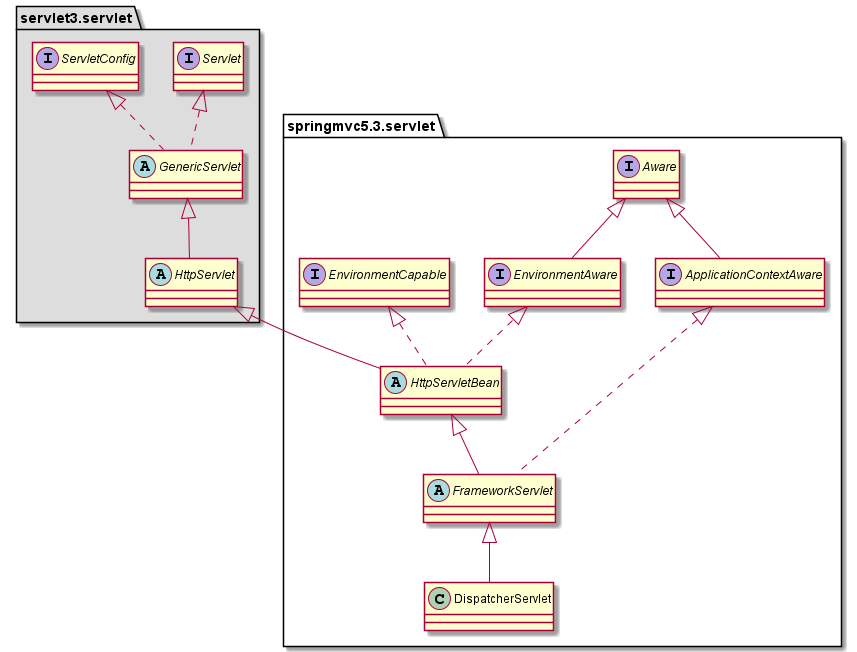 servlet3.servlet
I ServletConfig
I Servlet
A GenericServlet
A HttpServlet
springmvc5.3.servlet
I Aware
I EnvironmentCapable
I EnvironmentAware
I ApplicationContextAware
A HttpServletBean
A FrameworkServlet
C DispatcherServlet